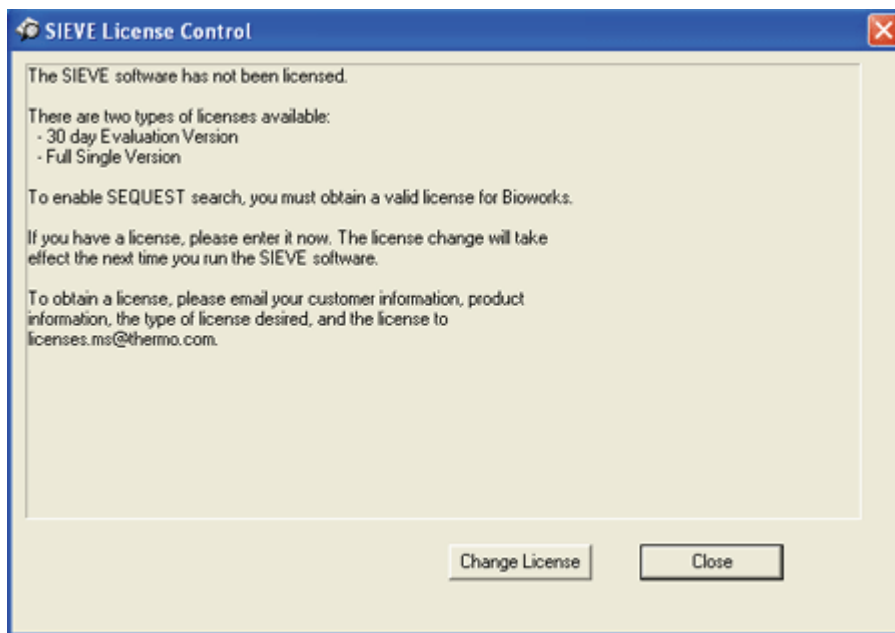 SIEVE License Control
The SIEVE software has not been licensed.
There are two types of licenses available:
- 30 day Evaluation Version
- Full Single Version
To enable SEQUEST search, you must obtain a valid license for Bioworks.
If you have a license, please enter it now. The license change will take
effect the next time you run the SIEVE software.
To obtain a license, please email your customer information, product
information, the type of license desired, and the license to
licenses.ms@thermo.com.
Change License
Close